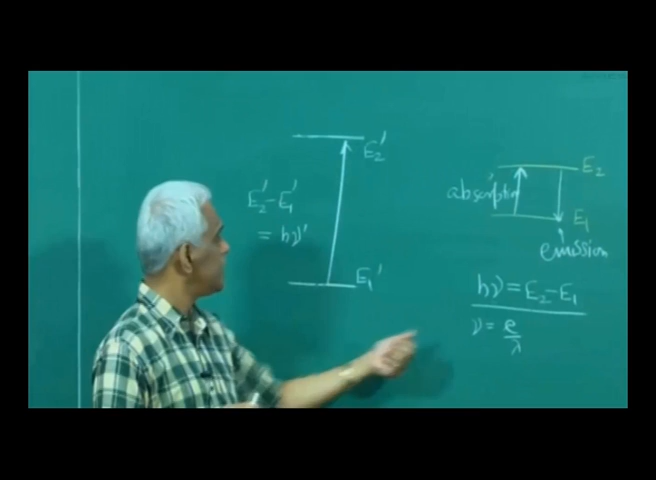 E₂'
E₂'-E₁'
= hν'
E₁'
E₂
absorption
E₁
emission
hν = E₂-E₁
ν = c/λ